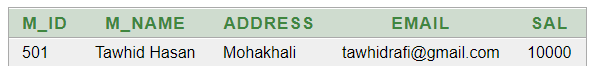 M_ID M_NAME ADDRESS EMAIL SAL
501 Tawhid Hasan Mohakhali tawhidrafi@gmail.com 10000